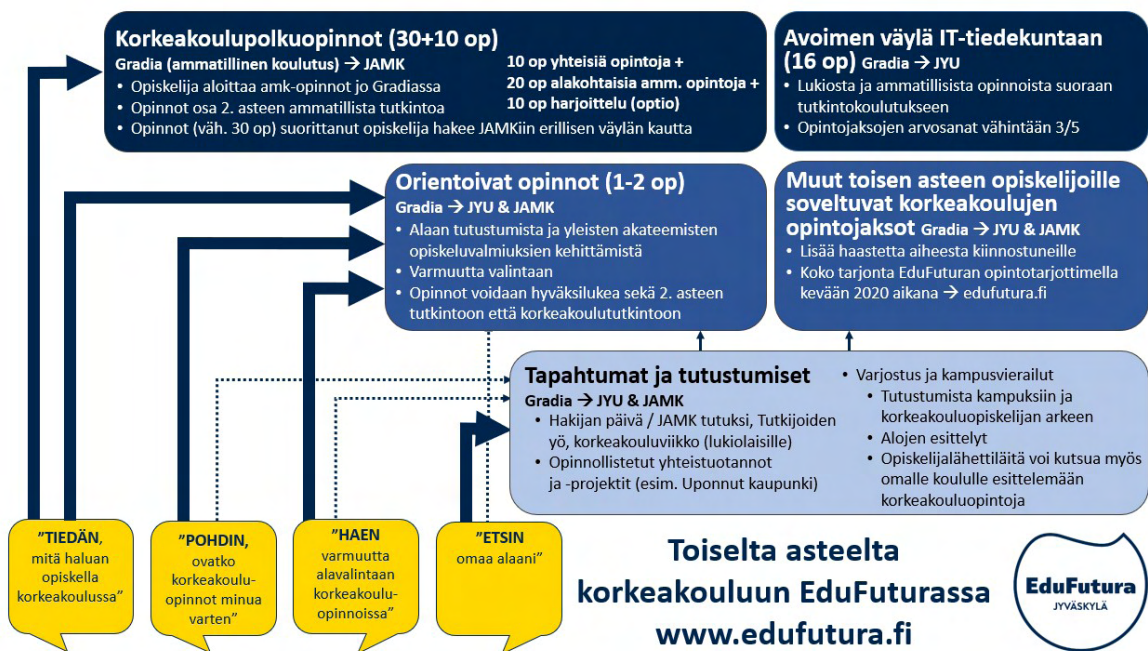 Korkeakoulupolkuopinnot (30+10 op)
Gradia (ammatillinen koulutus) → JAMK
• Opiskelija aloittaa amk-opinnot jo Gradiassa
• Opinnot osa 2. asteen ammatillista tutkintoa
• Opinnot (väh. 30 op) suorittanut opiskelija hakee JAMKiin erillisen väylän kautta
10 op yhteisiä opintoja +
20 op alakohtaisia amm. opintoja +
10 op harjoittelu (optio)
Avoimen väylä IT-tiedekuntaan
(16 op) Gradia → JYU
• Lukiosta ja ammatillisista opinnoista suoraan
tutkintokoulutukseen
• Opintojaksojen arvosanat vähintään 3/5
Orientoivat opinnot (1-2 op)
Gradia → JYU & JAMK
• Alaan tutustumista ja yleisten akateemisten
opiskeluvalmiuksien kehittämistä
• Varmuutta valintaan
• Opinnot voidaan hyväksilukea sekä 2. asteen
tutkintoon että korkeakoulututkintoon
Muut toisen asteen opiskelijoille
soveltuvat korkeakoulujen
opintojaksot Gradia → JYU & JAMK
• Lisää haastetta aiheesta kiinnostuneille
• Koko tarjonta EduFuturan opintotarjottimella
kevään 2020 aikana → edufutura.fi
Tapahtumat ja tutustumiset
Gradia → JYU & JAMK
• Hakijan päivä / JAMK tutuksi, Tutkijoiden
yö, korkeakouluviikko (lukiolaisille)
• Opinnollistetut yhteistuotannot
ja -projektit (esim. Uponnut kaupunki)
• Varjostus ja kampusvierailut
• Tutustumista kampuksiin ja
korkeakouluopiskelijan arkeen
• Alojen esittelyt
• Opiskelijalähettiläitä voi kutsua myös
omalle koululle esittelemään
korkeakouluopintoja
”TIEDÄN,
mitä haluan
opiskella
korkeakoulussa”
”POHDIN,
ovatko
korkeakoulu-
opinnot minua
varten”
”HAEN
varmuutta
alavalintaan
korkeakoulu-
opinnoissa”
”ETSIN
omaa alaani”
Toiselta asteelta
korkeakouluun EduFuturassa
www.edufutura.fi
EduFutura
JYVÄSKYLÄ